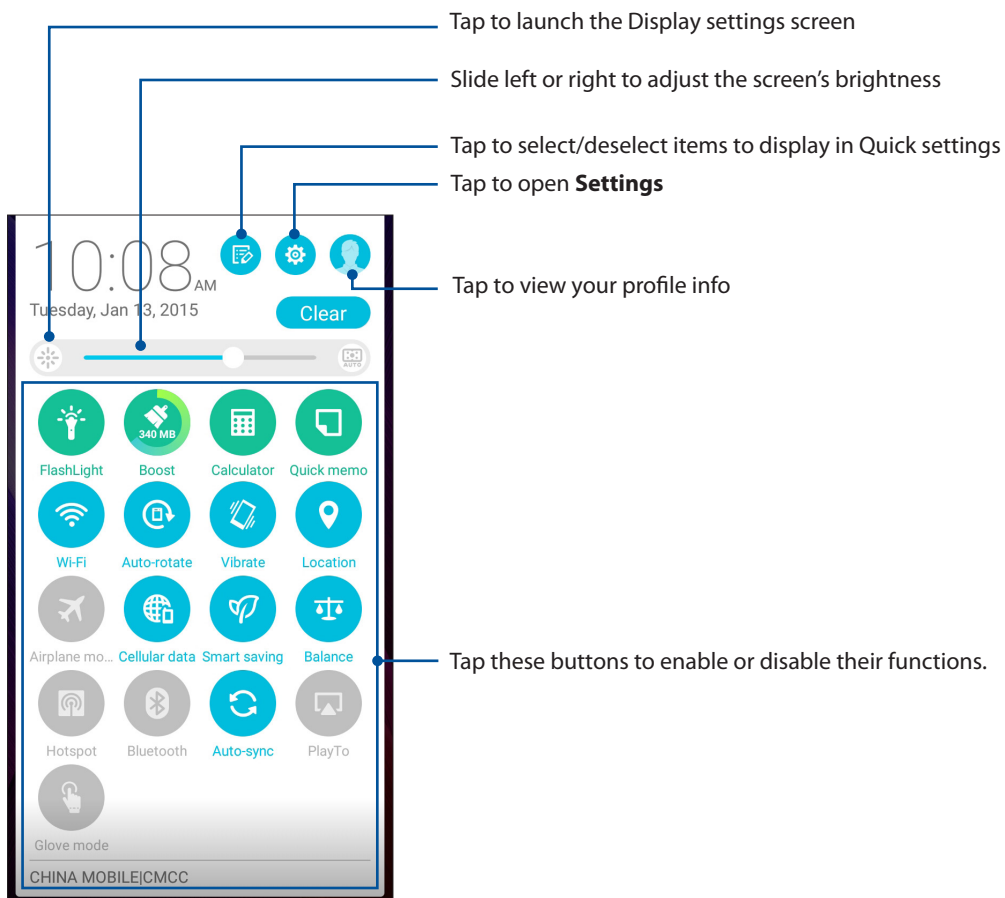 Tap to launch the Display settings screen
Slide left or right to adjust the screen’s brightness
Tap to select/deselect items to display in Quick settings
Tap to open Settings
10:08 AM
Tap to view your profile info
Tuesday, Jan 13, 2015
Clear
AUTO
340 MB
FlashLight Boost Calculator Quick memo
Wi-Fi Auto-rotate Vibrate Location
Airplane mo... Cellular data Smart saving Balance
Tap these buttons to enable or disable their functions.
Hotspot Bluetooth Auto-sync PlayTo
Glove mode
CHINA MOBILE|CMCC